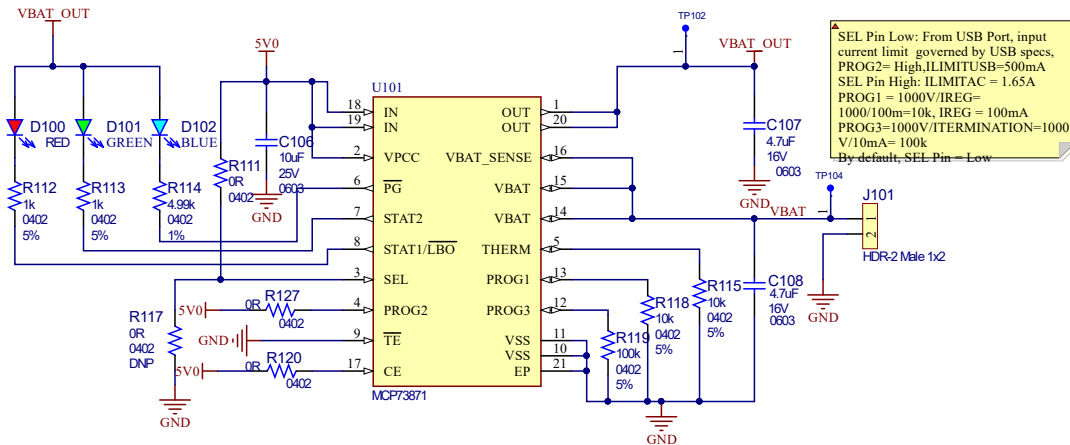 VBAT_OUT
D100
RED
D101
GREEN
D102
BLUE
R112
1k
0402
5%
R113
1k
0402
5%
R114
4.99k
0402
1%
5V0
R111
0R
0402
C106
10uF
25V
0603
GND
U101
18 IN
19 IN
2 VPCC
6 PG
7 STAT2
8 STAT1/LBO
3 SEL
4 PROG2
9 TE
17 CE
OUT 1
OUT 20
VBAT_SENSE 16
VBAT 15
VBAT 14
THERM 5
PROG1 13
PROG3 12
VSS 11
VSS 10
EP 21
MCP73871
R117
0R
0402
DNP
GND
5V0
0R
R127
0402
GND
5V0
0R
R120
0402
TP102
1
VBAT_OUT
C107
4.7uF
16V
0603
GND
TP104
1
VBAT
J101
1
2
HDR-2 Male 1x2
GND
R115
10k
0402
5%
R118
10k
0402
5%
R119
100k
0402
5%
C108
4.7uF
16V
0603
GND
SEL Pin Low: From USB Port, input
current limit governed by USB specs,
PROG2= High,ILIMITUSB=500mA
SEL Pin High: ILIMITAC = 1.65A
PROG1 = 1000V/IREG=
1000/100m=10k, IREG = 100mA
PROG3=1000V/ITERMINATION=1000
V/10mA= 100k
By default, SEL Pin = Low